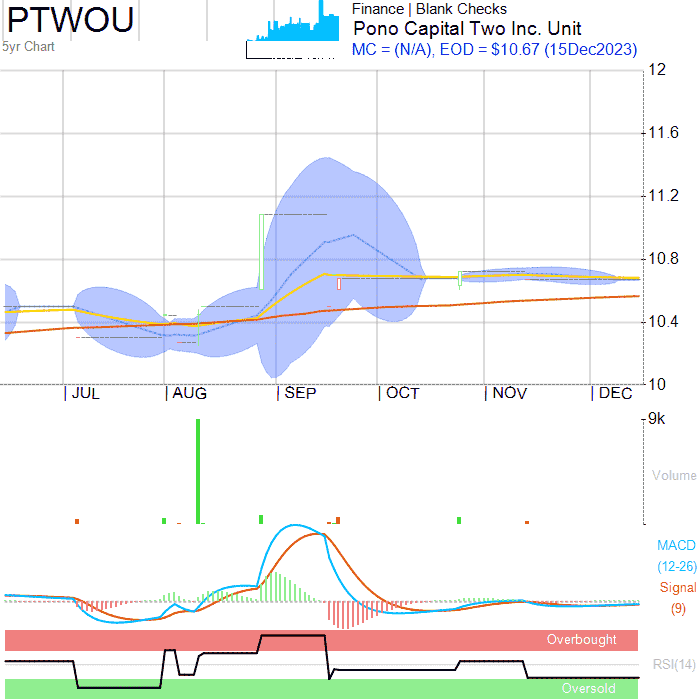 PTWOU
5yr Chart
Finance | Blank Checks
Pono Capital Two Inc. Unit
MC = (N/A), EOD = $10.67 (15Dec2023)
12
11.6
11.2
10.8
10.4
10
JUL AUG SEP OCT NOV DEC
9k
Volume
MACD
(12-26)
Signal
(9)
Overbought
RSI(14)
Oversold